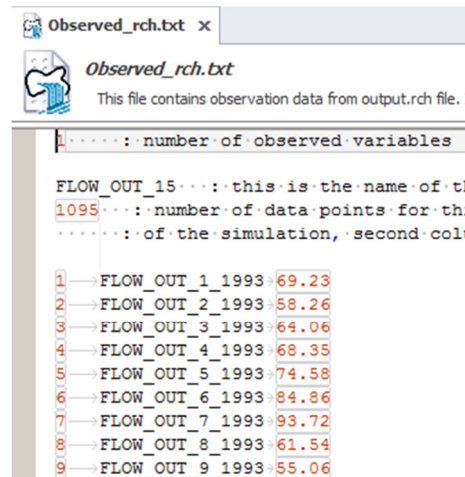 Observed_rch.txt x
Observed_rch.txt
This file contains observation data from output.rch file.
1 : number of observed variables
FLOW_OUT_15 : this is the name of
1095 : number of data points for
: of the simulation, second
1 FLOW_OUT_1_1993 69.23
2 FLOW_OUT_2_1993 58.26
3 FLOW_OUT_3_1993 64.06
4 FLOW_OUT_4_1993 68.35
5 FLOW_OUT_5_1993 74.58
6 FLOW_OUT_6_1993 84.86
7 FLOW_OUT_7_1993 93.72
8 FLOW_OUT_8_1993 61.54
9 FLOW_OUT_9_1993 55.06